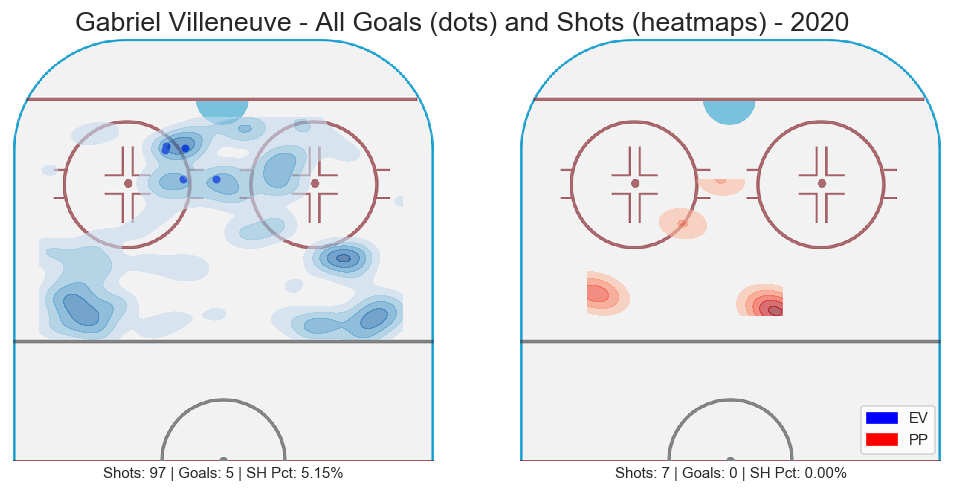 Gabriel Villeneuve - All Goals (dots) and Shots (heatmaps) - 2020
EV
PP
Shots: 97 | Goals: 5 | SH Pct: 5.15%
Shots: 7 | Goals: 0 | SH Pct: 0.00%